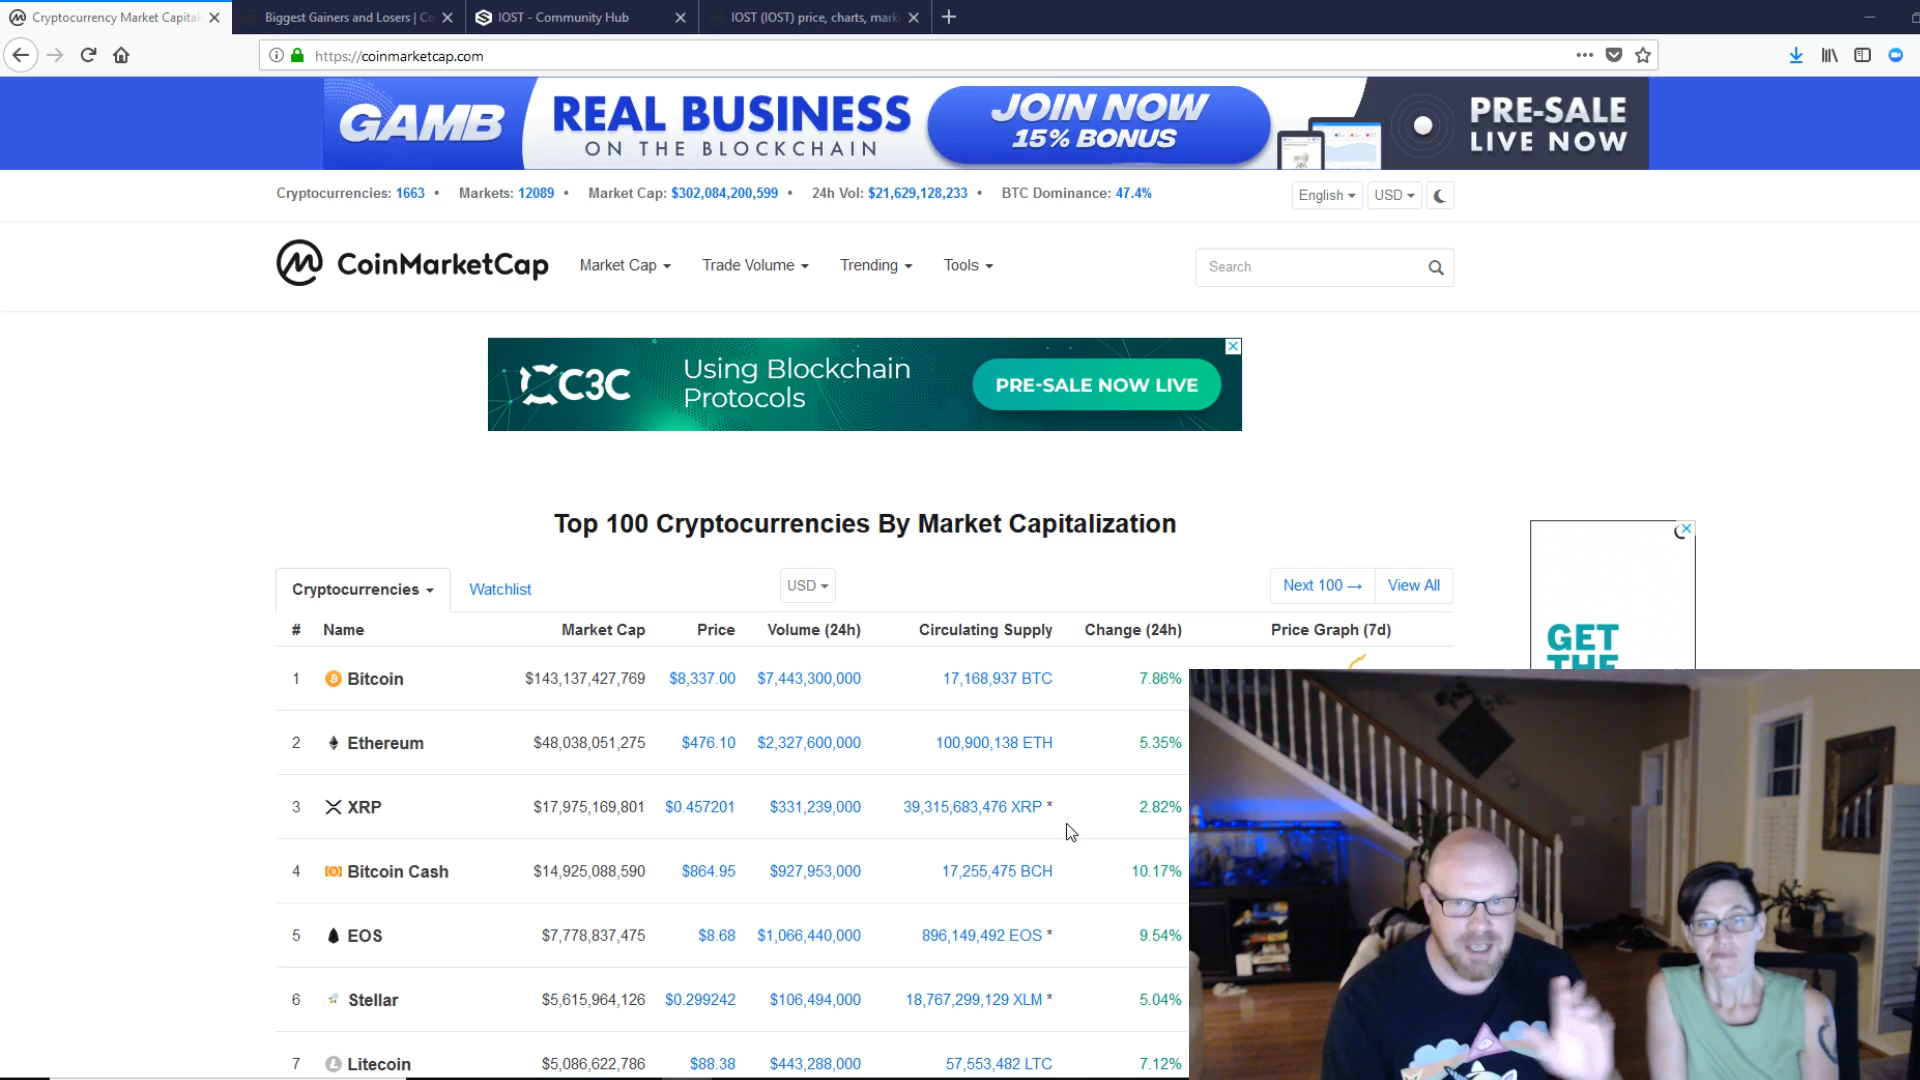 Cryptocurrency Market Capital
Biggest Gainers and Losers | Co
IOST - Community Hub
IOST (IOST) price, charts, mark
https://coinmarketcap.com
GAMB
REAL BUSINESS
ON THE BLOCKCHAIN
JOIN NOW
15% BONUS
PRE-SALE
LIVE NOW
Cryptocurrencies: 1663 • Markets: 12089 • Market Cap: $302,084,200,599 • 24h Vol: $21,629,128,233 • BTC Dominance: 47.4%
English
USD
CoinMarketCap
Market Cap
Trade Volume
Trending
Tools
Search
C3C
Using Blockchain
Protocols
PRE-SALE NOW LIVE
Top 100 Cryptocurrencies By Market Capitalization
Cryptocurrencies
Watchlist
USD
Next 100 →
View All
# Name Market Cap Price Volume (24h) Circulating Supply Change (24h) Price Graph (7d)
1 Bitcoin $143,137,427,769 $8,337.00 $7,443,300,000 17,168,937 BTC 7.86%
2 Ethereum $48,038,051,275 $476.10 $2,327,600,000 100,900,138 ETH 5.35%
3 XRP $17,975,169,801 $0.457201 $331,239,000 39,315,683,476 XRP * 2.82%
4 Bitcoin Cash $14,925,088,590 $864.95 $927,953,000 17,255,475 BCH 10.17%
5 EOS $7,778,837,475 $8.68 $1,066,440,000 896,149,492 EOS * 9.54%
6 Stellar $5,615,964,126 $0.299242 $106,494,000 18,767,299,129 XLM * 5.04%
7 Litecoin $5,086,622,786 $88.38 $443,288,000 57,553,482 LTC 7.12%
GET
THE